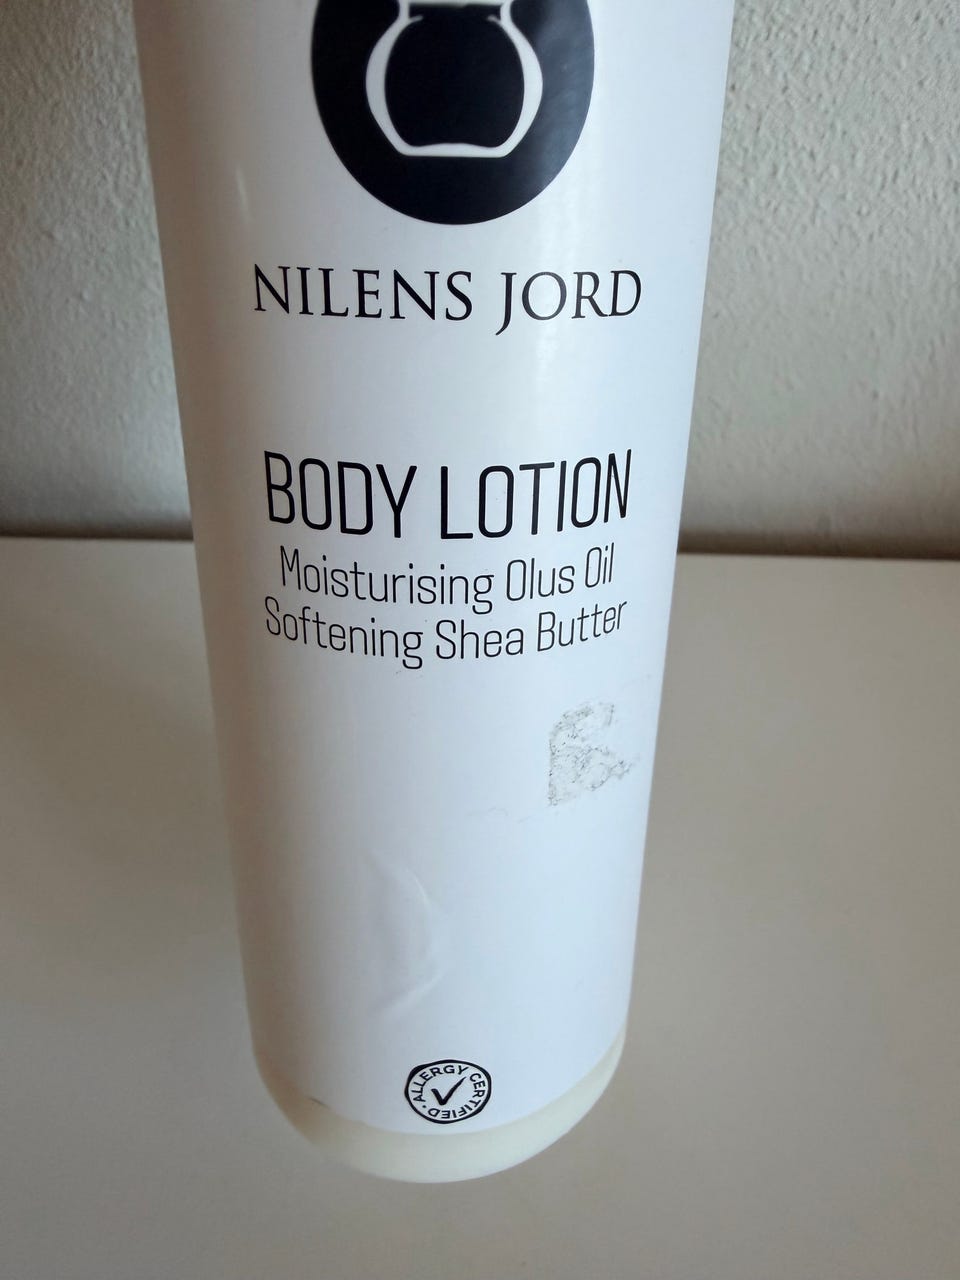 NILENS JORD
BODY LOTION
Moisturising Olus Oil
Softening Shea Butter
ALLERGY CERTIFIED